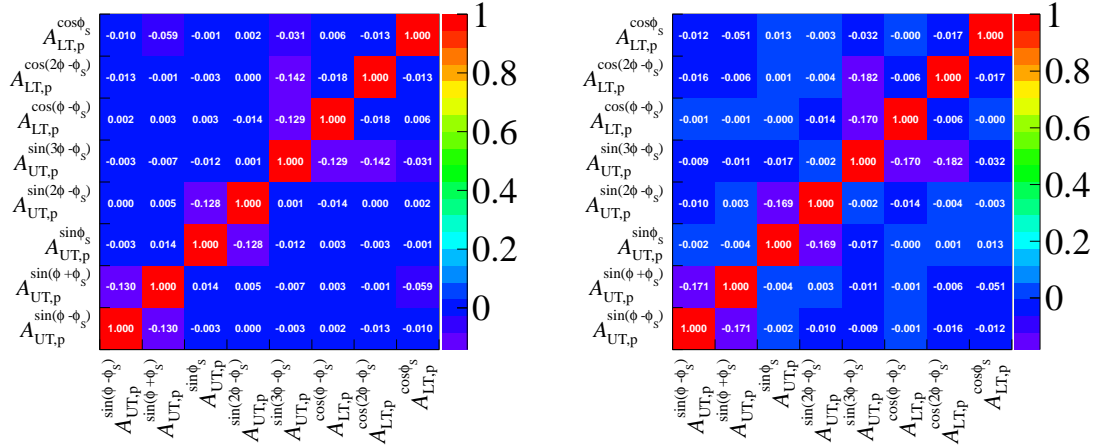 A_{LT,p}^{cosϕ_s} -0.010 -0.059 -0.001 0.002 -0.031 0.006 -0.013 1.000
A_{LT,p}^{cos(2ϕ -ϕ_s)} -0.013 -0.001 -0.003 0.000 -0.142 -0.018 1.000 -0.013
A_{LT,p}^{cos(ϕ -ϕ_s)} 0.002 0.003 0.003 -0.014 -0.129 1.000 -0.018 0.006
A_{UT,p}^{sin(3ϕ -ϕ_s)} -0.003 -0.007 -0.012 0.001 1.000 -0.129 -0.142 -0.031
A_{UT,p}^{sin(2ϕ -ϕ_s)} 0.000 0.005 -0.128 1.000 0.001 -0.014 0.000 0.002
A_{UT,p}^{sinϕ_s} -0.003 0.014 1.000 -0.128 -0.012 0.003 -0.003 -0.001
A_{UT,p}^{sin(ϕ +ϕ_s)} -0.130 1.000 0.014 0.005 -0.007 0.003 -0.001 -0.059
A_{UT,p}^{sin(ϕ -ϕ_s)} 1.000 -0.130 -0.003 0.000 -0.003 0.002 -0.013 -0.010
A_{UT,p}^{sin(ϕ -ϕ_s)}
A_{UT,p}^{sin(ϕ +ϕ_s)}
A_{UT,p}^{sinϕ_s}
A_{UT,p}^{sin(2ϕ -ϕ_s)}
A_{UT,p}^{sin(3ϕ -ϕ_s)}
A_{LT,p}^{cos(ϕ -ϕ_s)}
A_{LT,p}^{cos(2ϕ -ϕ_s)}
A_{LT,p}^{cosϕ_s}
1
0.8
0.6
0.4
0.2
0
A_{LT,p}^{cosϕ_s} -0.012 -0.051 0.013 -0.003 -0.032 -0.000 -0.017 1.000
A_{LT,p}^{cos(2ϕ -ϕ_s)} -0.016 -0.006 0.001 -0.004 -0.182 -0.006 1.000 -0.017
A_{LT,p}^{cos(ϕ -ϕ_s)} -0.001 -0.001 -0.000 -0.014 -0.170 1.000 -0.006 -0.000
A_{UT,p}^{sin(3ϕ -ϕ_s)} -0.009 -0.011 -0.017 -0.002 1.000 -0.170 -0.182 -0.032
A_{UT,p}^{sin(2ϕ -ϕ_s)} -0.010 0.003 -0.169 1.000 -0.002 -0.014 -0.004 -0.003
A_{UT,p}^{sinϕ_s} -0.002 -0.004 1.000 -0.169 -0.017 -0.000 0.001 0.013
A_{UT,p}^{sin(ϕ +ϕ_s)} -0.171 1.000 -0.004 0.003 -0.011 -0.001 -0.006 -0.051
A_{UT,p}^{sin(ϕ -ϕ_s)} 1.000 -0.171 -0.002 -0.010 -0.009 -0.001 -0.016 -0.012
A_{UT,p}^{sin(ϕ -ϕ_s)}
A_{UT,p}^{sin(ϕ +ϕ_s)}
A_{UT,p}^{sinϕ_s}
A_{UT,p}^{sin(2ϕ -ϕ_s)}
A_{UT,p}^{sin(3ϕ -ϕ_s)}
A_{LT,p}^{cos(ϕ -ϕ_s)}
A_{LT,p}^{cos(2ϕ -ϕ_s)}
A_{LT,p}^{cosϕ_s}
1
0.8
0.6
0.4
0.2
0